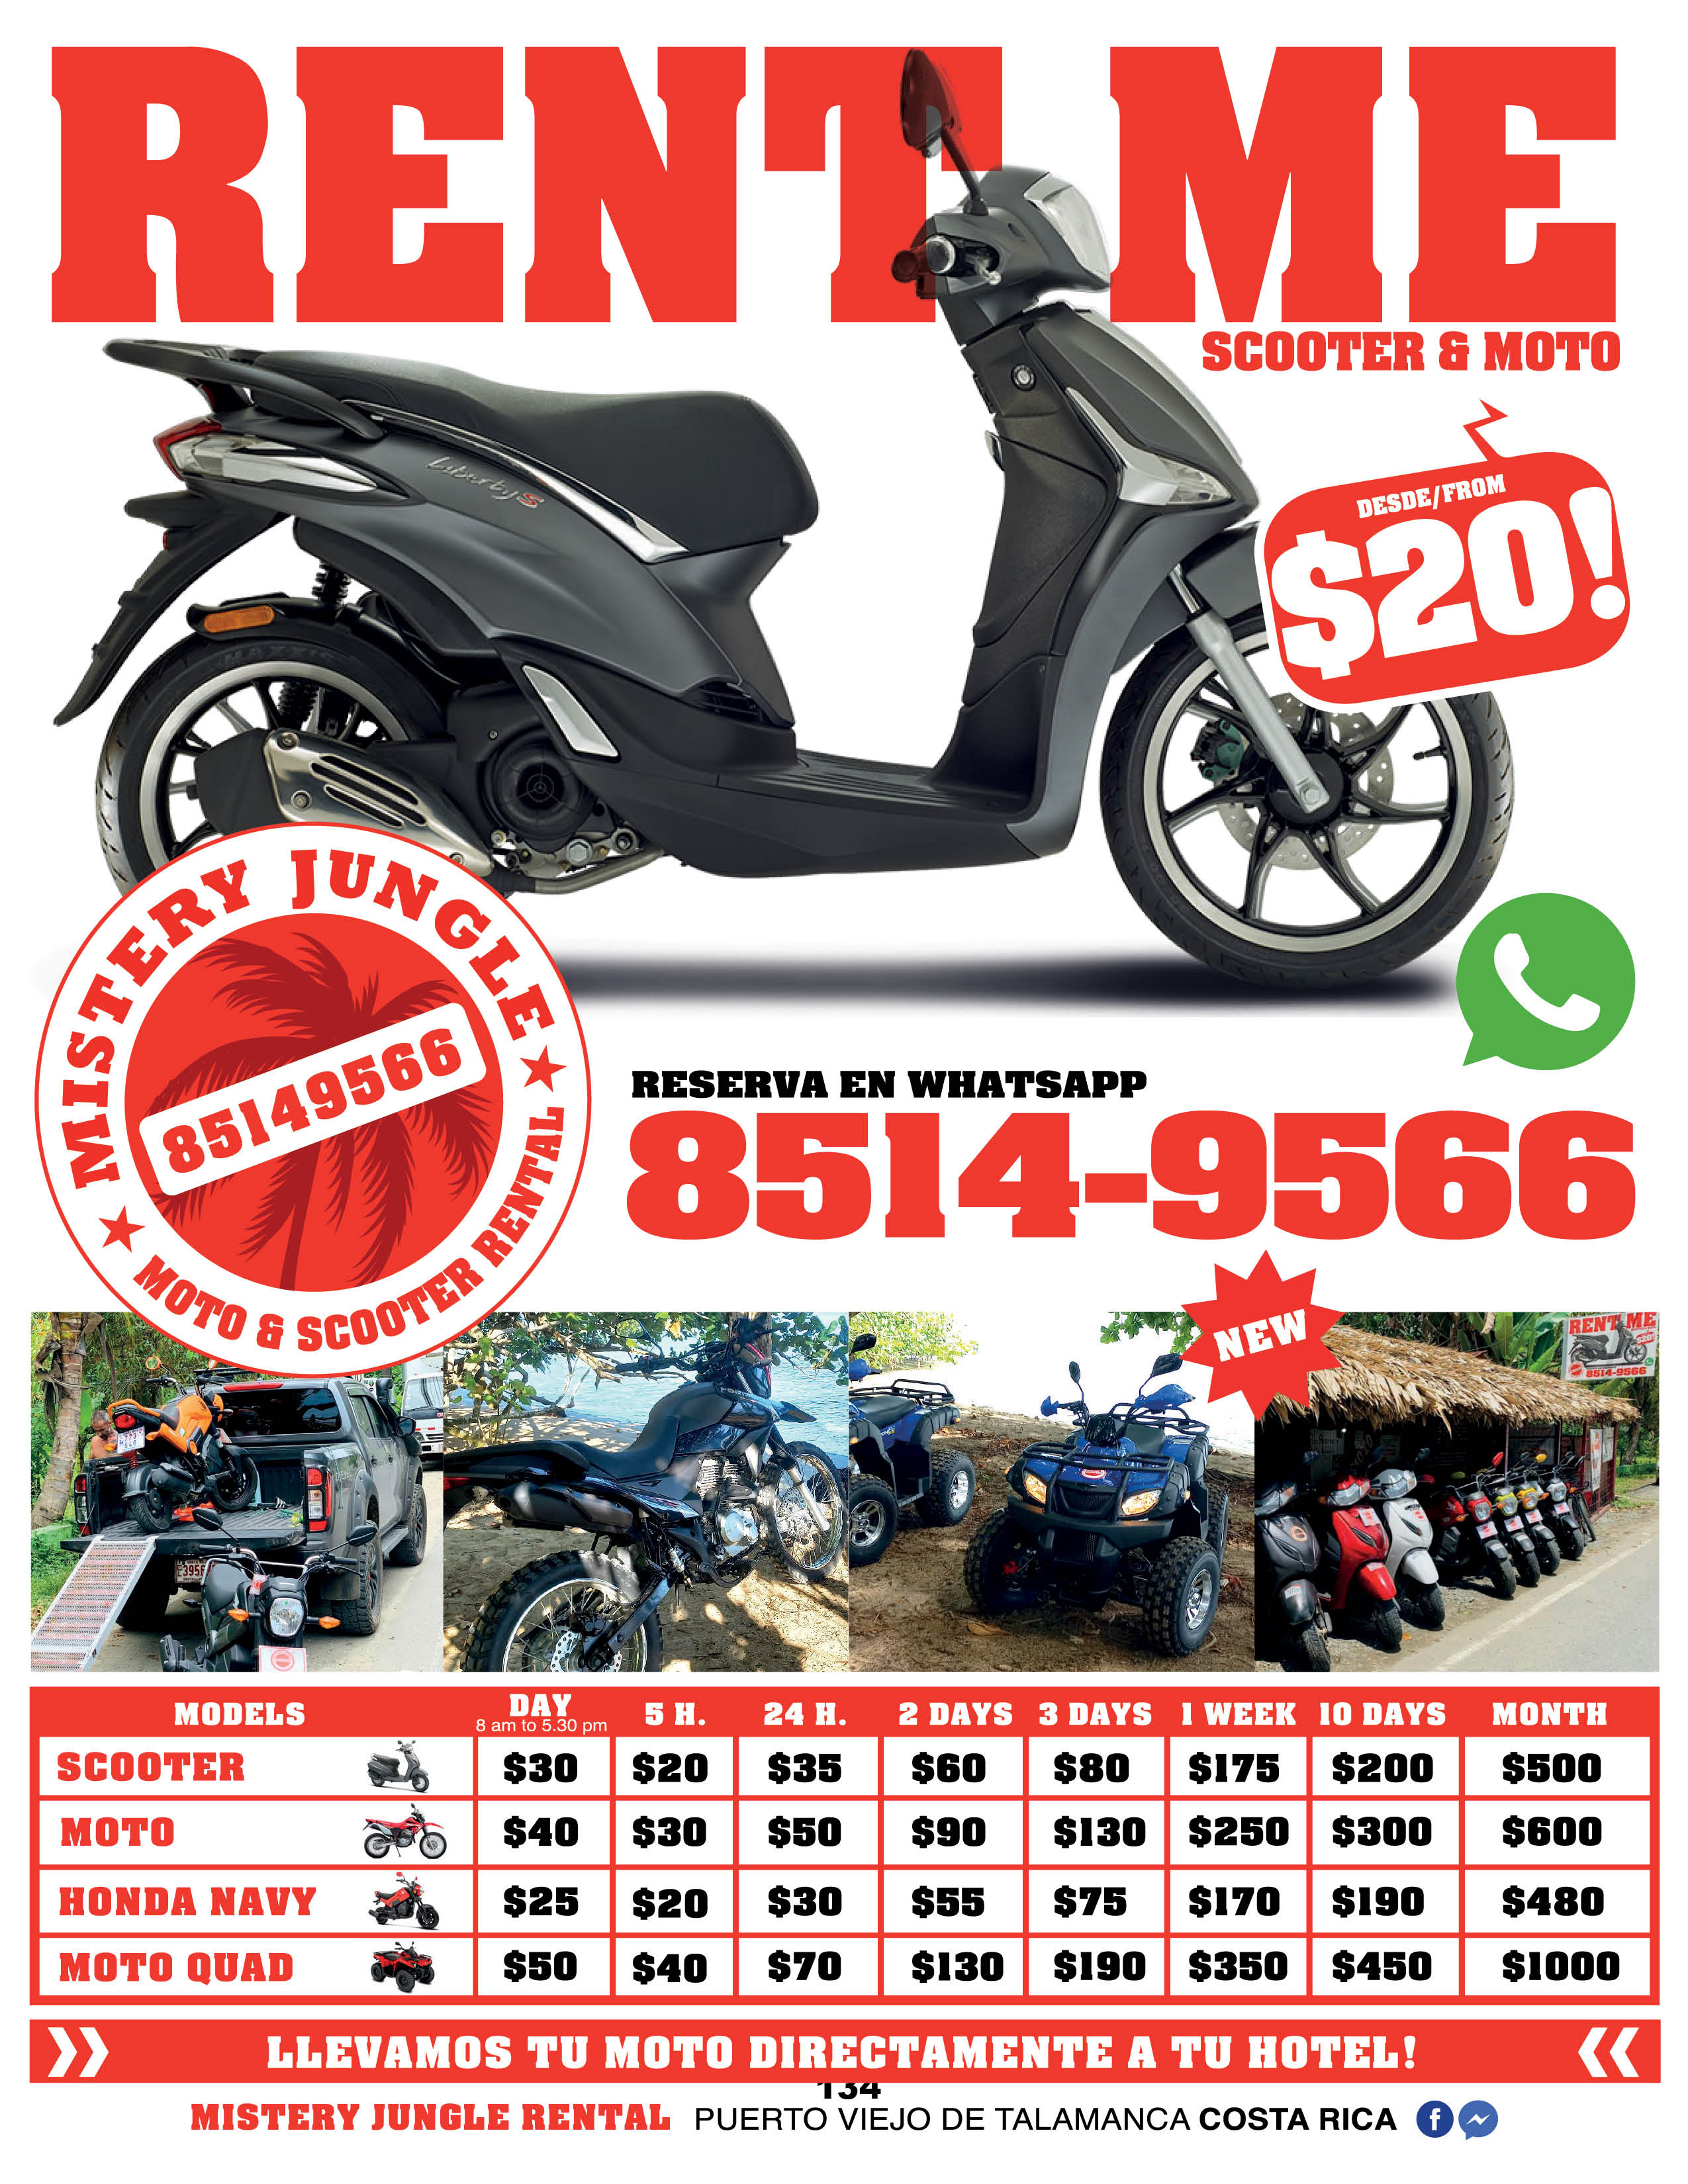 RENT ME
SCOOTER & MOTO
DESDE/FROM
$20!
Liberty S
MAXXIS
MISTERY JUNGLE
85149566
MOTO & SCOOTER RENTAL
RESERVA EN WHATSAPP
8514-9566
NEW
RENT ME
$20!
8514-9566
MODELS DAY 5 H. 24 H. 2 DAYS 3 DAYS 1 WEEK 10 DAYS MONTH
8 am to 5.30 pm
SCOOTER $30 $20 $35 $60 $80 $175 $200 $500
MOTO $40 $30 $50 $90 $130 $250 $300 $600
HONDA NAVY $25 $20 $30 $55 $75 $170 $190 $480
MOTO QUAD $50 $40 $70 $130 $190 $350 $450 $1000
LLEVAMOS TU MOTO DIRECTAMENTE A TU HOTEL!
134
MISTERY JUNGLE RENTAL PUERTO VIEJO DE TALAMANCA COSTA RICA